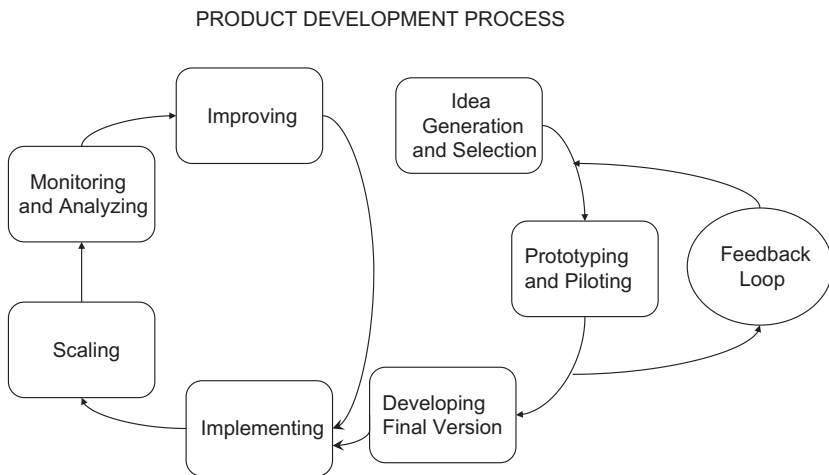 PRODUCT DEVELOPMENT PROCESS
Idea
Generation
and Selection
Prototyping
and Piloting
Feedback
Loop
Developing
Final Version
Implementing
Scaling
Monitoring
and Analyzing
Improving